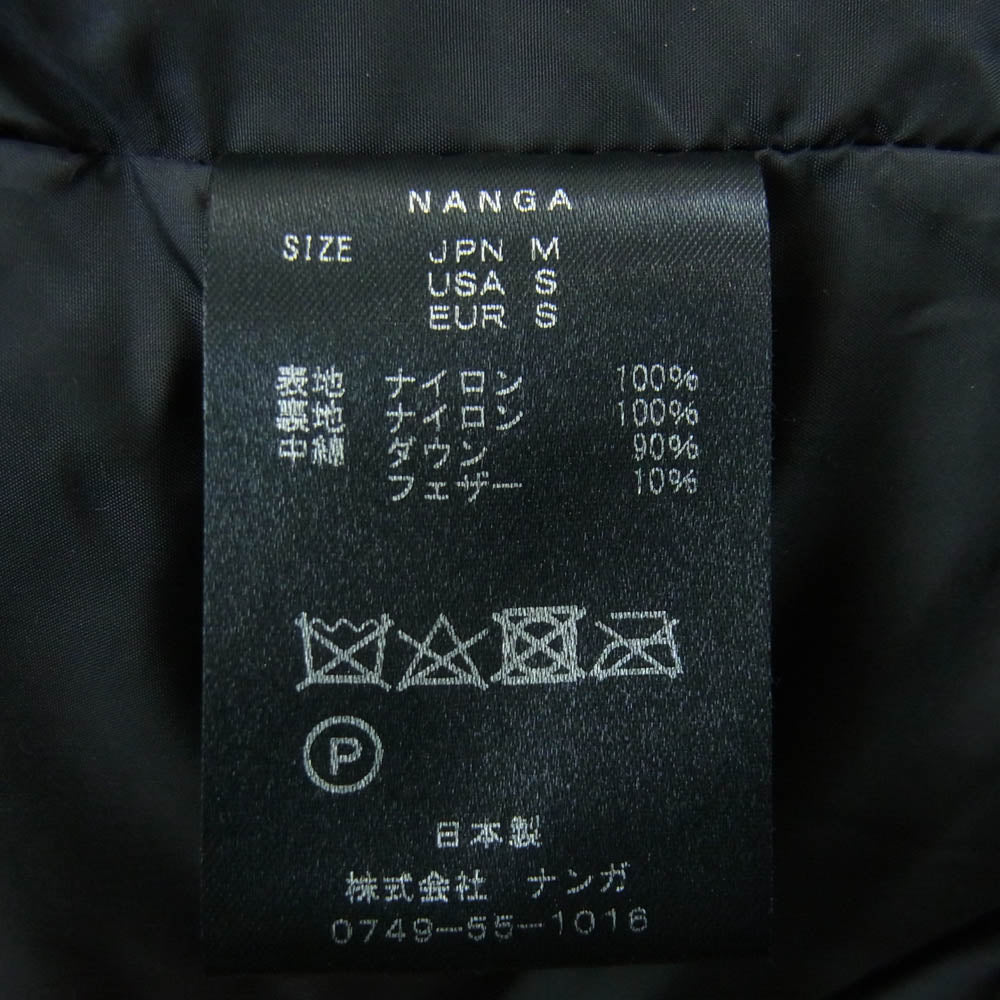 NANGA
SIZE JPN M
USA S
EUR S
表地 ナイロン 100%
裏地 ナイロン 100%
中綿 ダウン 90%
フェザー 10%
P
日本製
株式会社 ナンガ
0749-55-1016